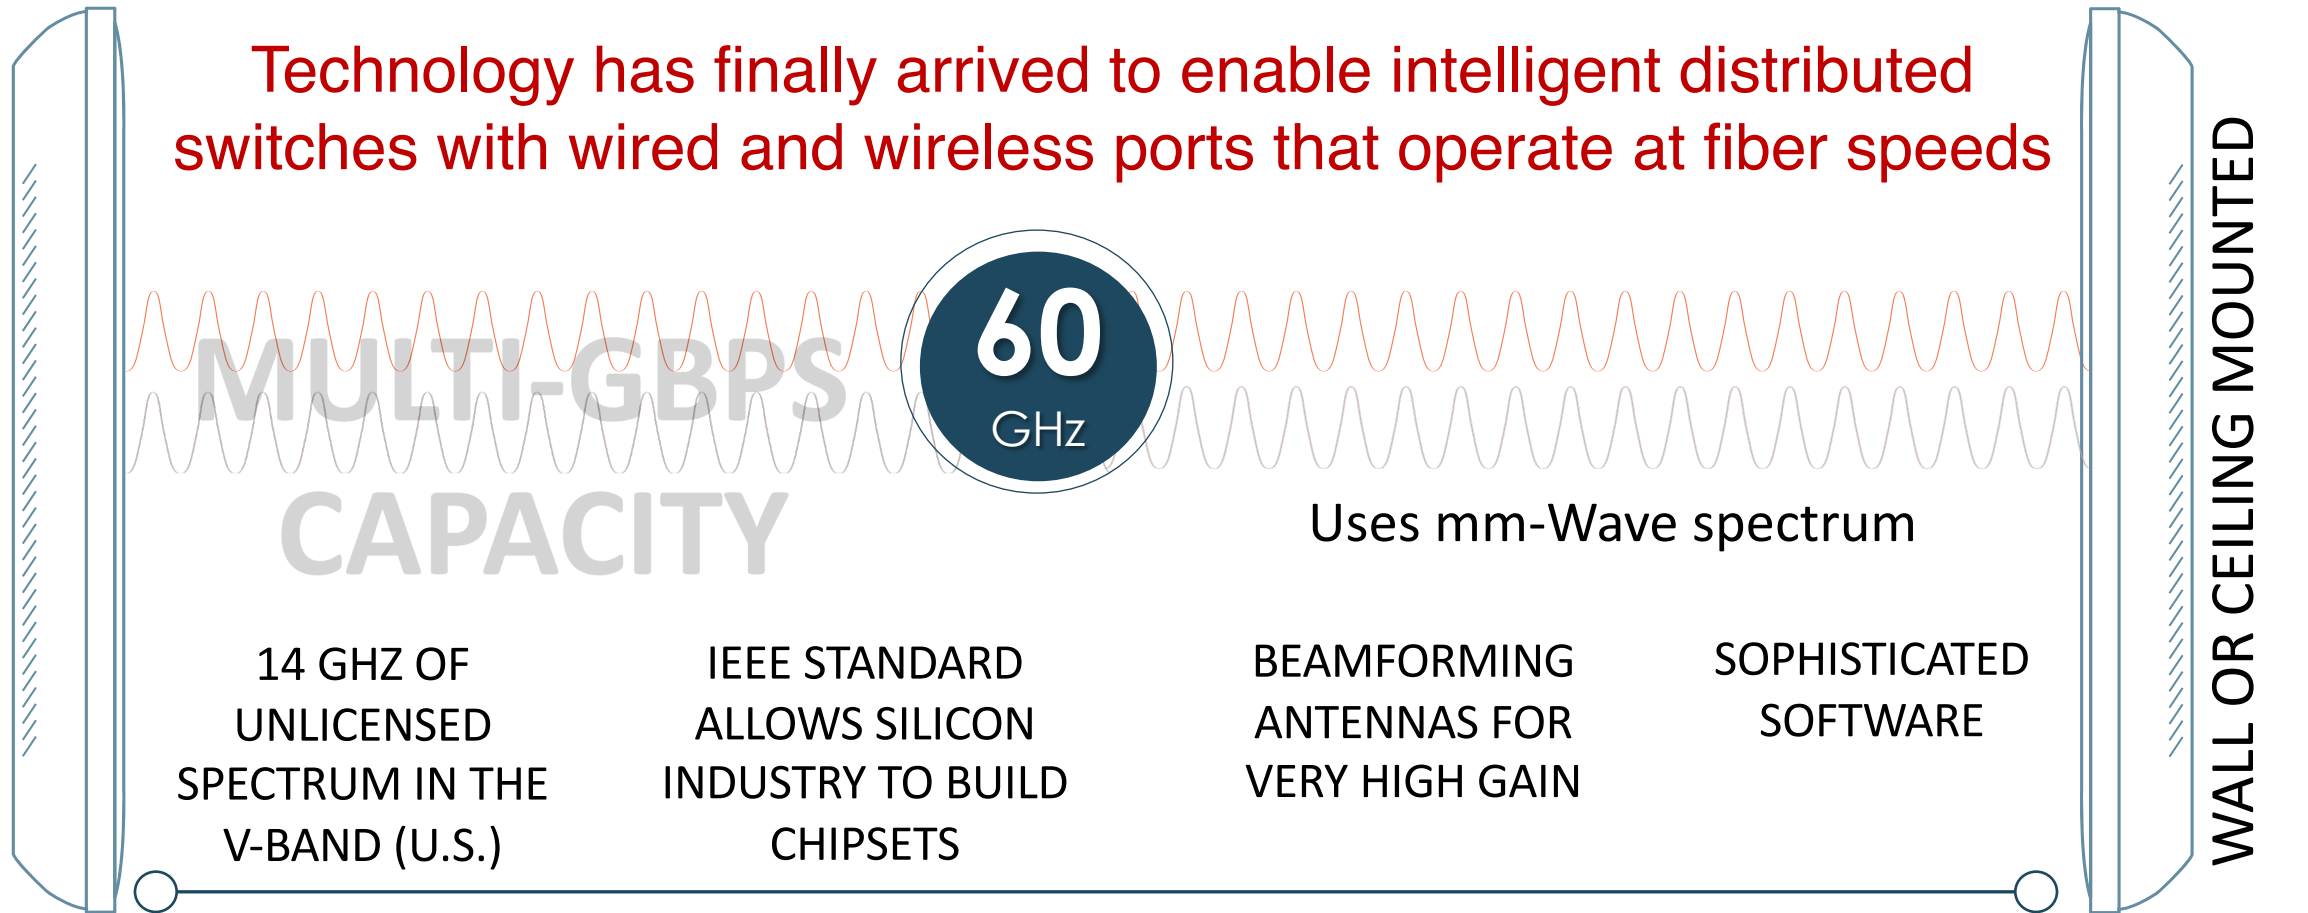 Technology has finally arrived to enable intelligent distributed
switches with wired and wireless ports that operate at fiber speeds
MULTI-GBPS
CAPACITY
60
GHz
Uses mm-Wave spectrum
14 GHZ OF
UNLICENSED
SPECTRUM IN THE
V-BAND (U.S.)
IEEE STANDARD
ALLOWS SILICON
INDUSTRY TO BUILD
CHIPSETS
BEAMFORMING
ANTENNAS FOR
VERY HIGH GAIN
SOPHISTICATED
SOFTWARE
WALL OR CEILING MOUNTED